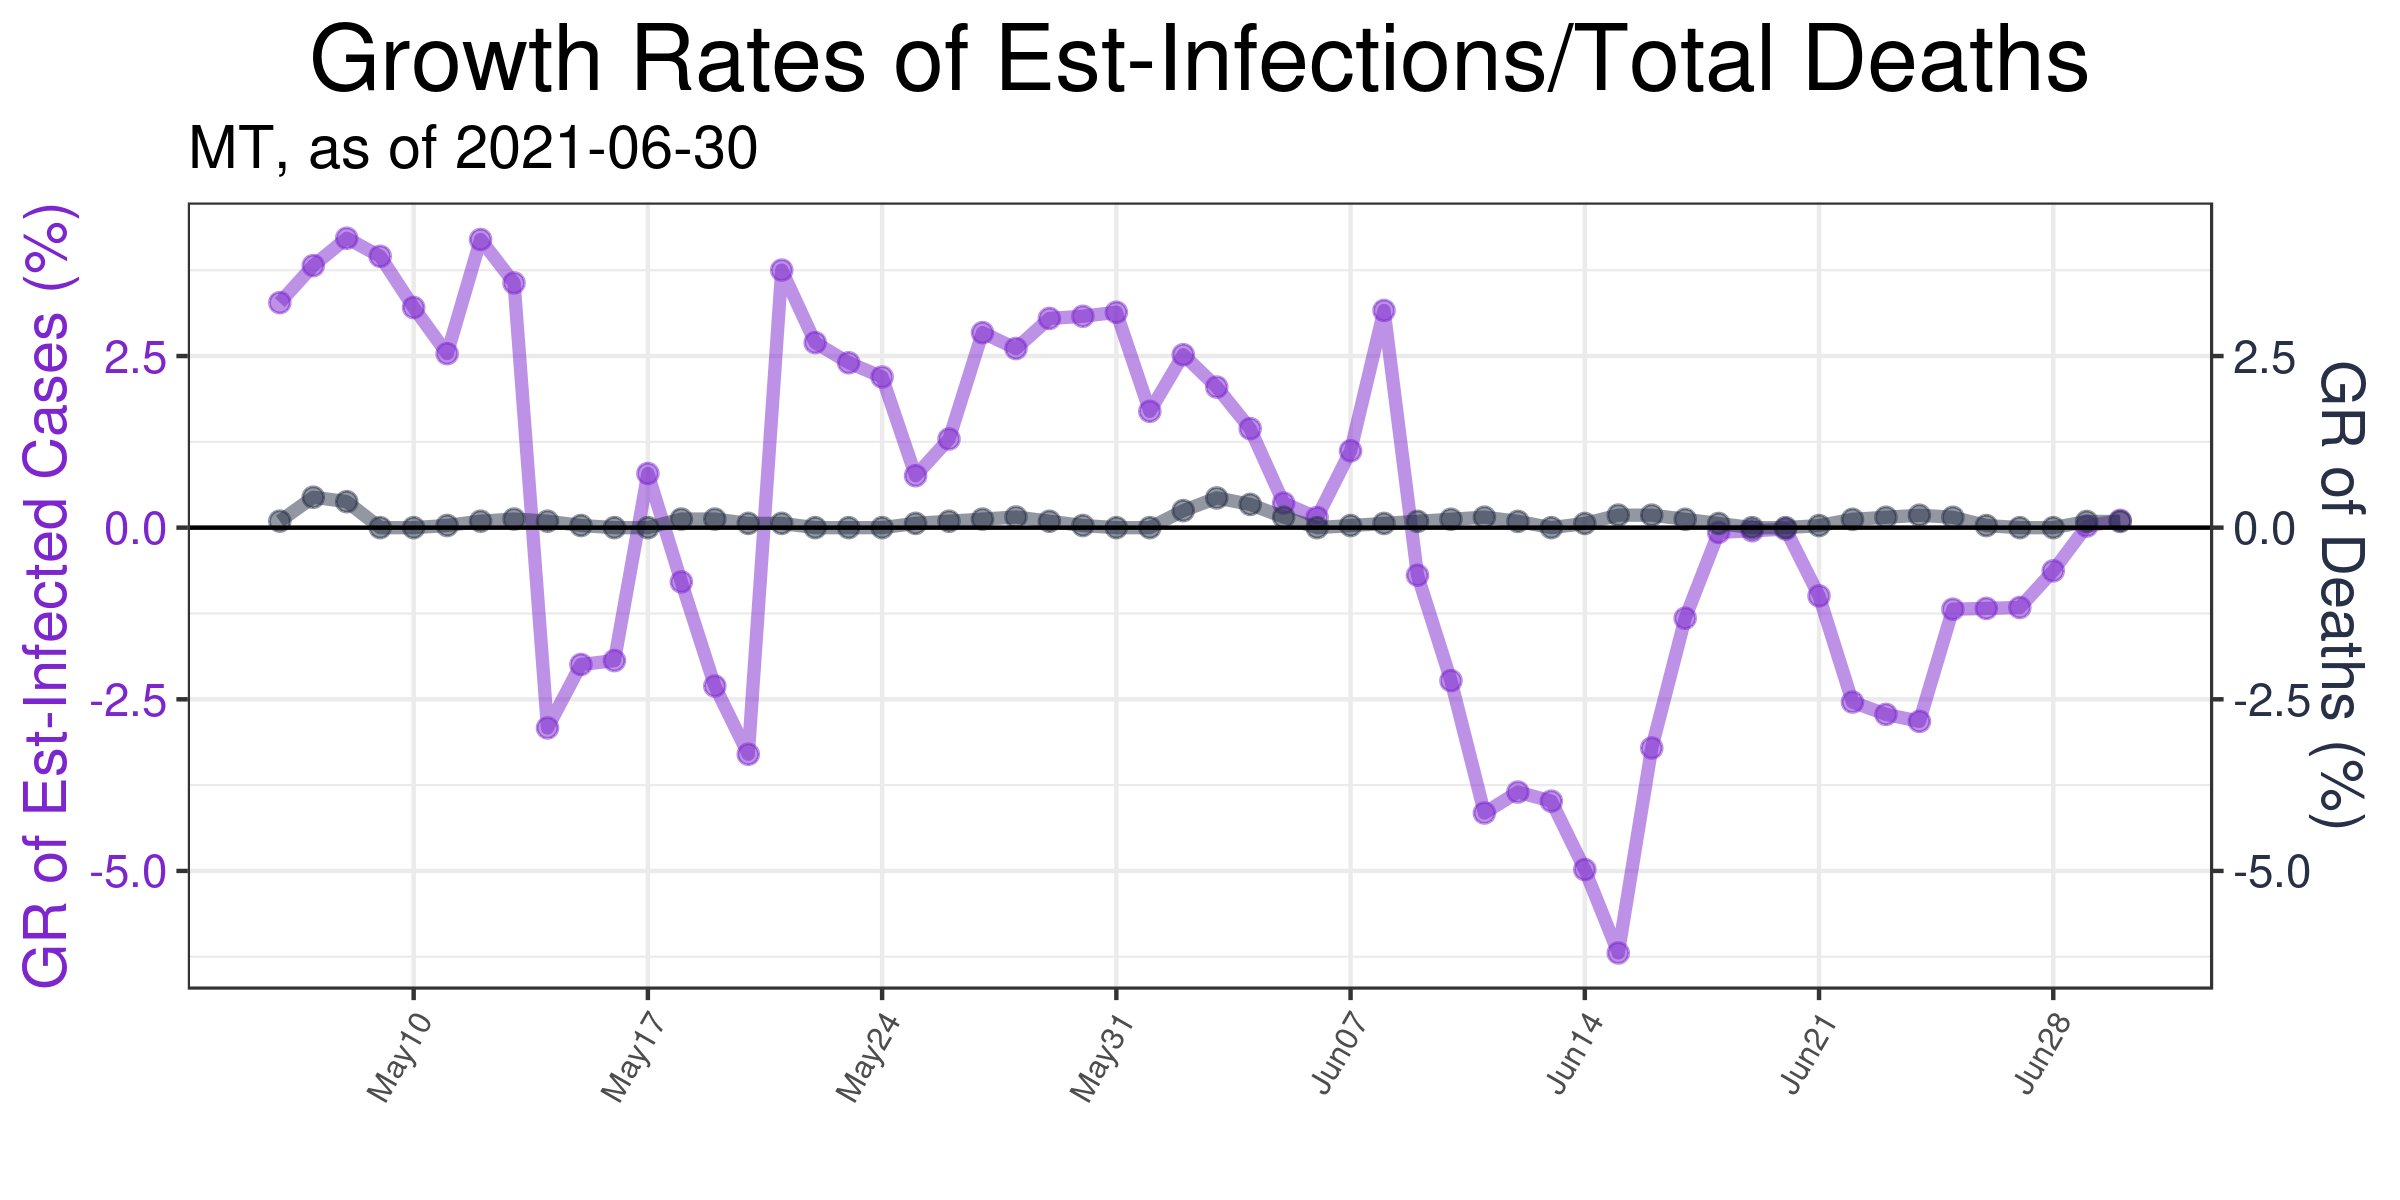 Growth Rates of Est-Infections/Total Deaths
MT, as of 2021-06-30
GR of Est-Infected Cases (%)
2.5
0.0
-2.5
-5.0
2.5
0.0
-2.5
-5.0
GR of Deaths (%)
May10
May17
May24
May31
Jun07
Jun14
Jun21
Jun28